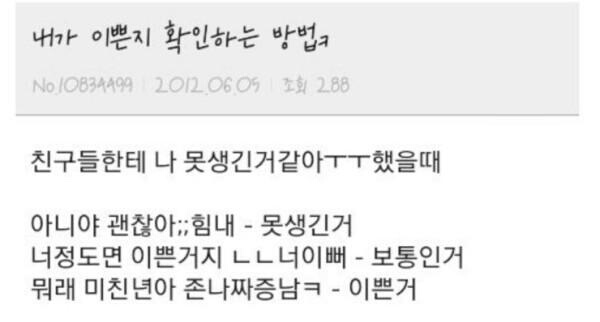 내가 이쁜지 확인하는 방법ㅋ
No.10834499 | 2012.06.05 | 조회 288
친구들한테 나 못생긴거같아ㅜㅜ했을때
아니야 괜찮아;;힘내 - 못생긴거
너정도면 이쁜거지 ㄴㄴ너이뻐 - 보통인거
뭐래 미친년아 존나짜증남ㅋ - 이쁜거